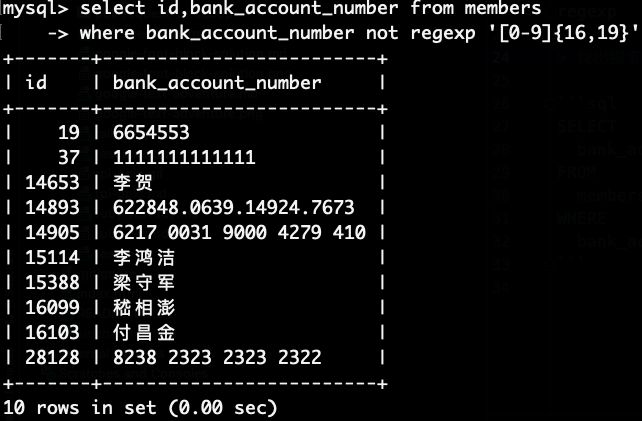 mysql> select id,bank_account_number from members
    -> where bank_account_number not regexp '[0-9]{16,19}'
+-------+--------------------------+
| id    | bank_account_number      |
+-------+--------------------------+
|    19 | 6654553                  |
|    37 | 1111111111111            |
| 14653 | 李贺                     |
| 14893 | 622848.0639.14924.7673   |
| 14905 | 6217 0031 9000 4279 410 |
| 15114 | 李鸿洁                   |
| 15388 | 梁守军                   |
| 16099 | 嵇相澎                   |
| 16103 | 付昌金                   |
| 28128 | 8238 2323 2323 2322      |
+-------+--------------------------+
10 rows in set (0.00 sec)